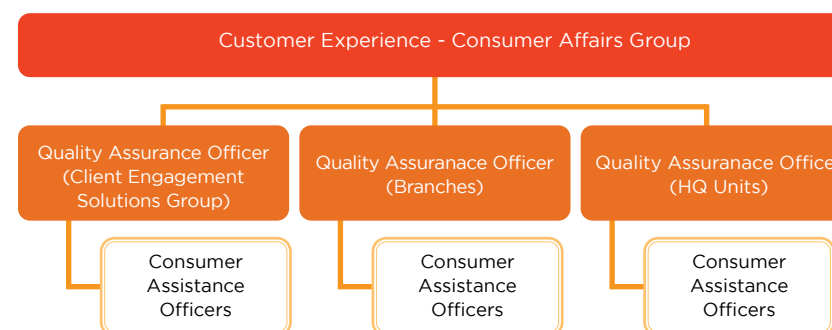 Customer Experience - Consumer Affairs Group
Quality Assurance Officer
(Client Engagement
Solutions Group)
Quality Assuranace Officer
(Branches)
Quality Assuranace Office
(HQ Units)
Consumer
Assistance
Officers
Consumer
Assistance
Officers
Consumer
Assistance
Officers